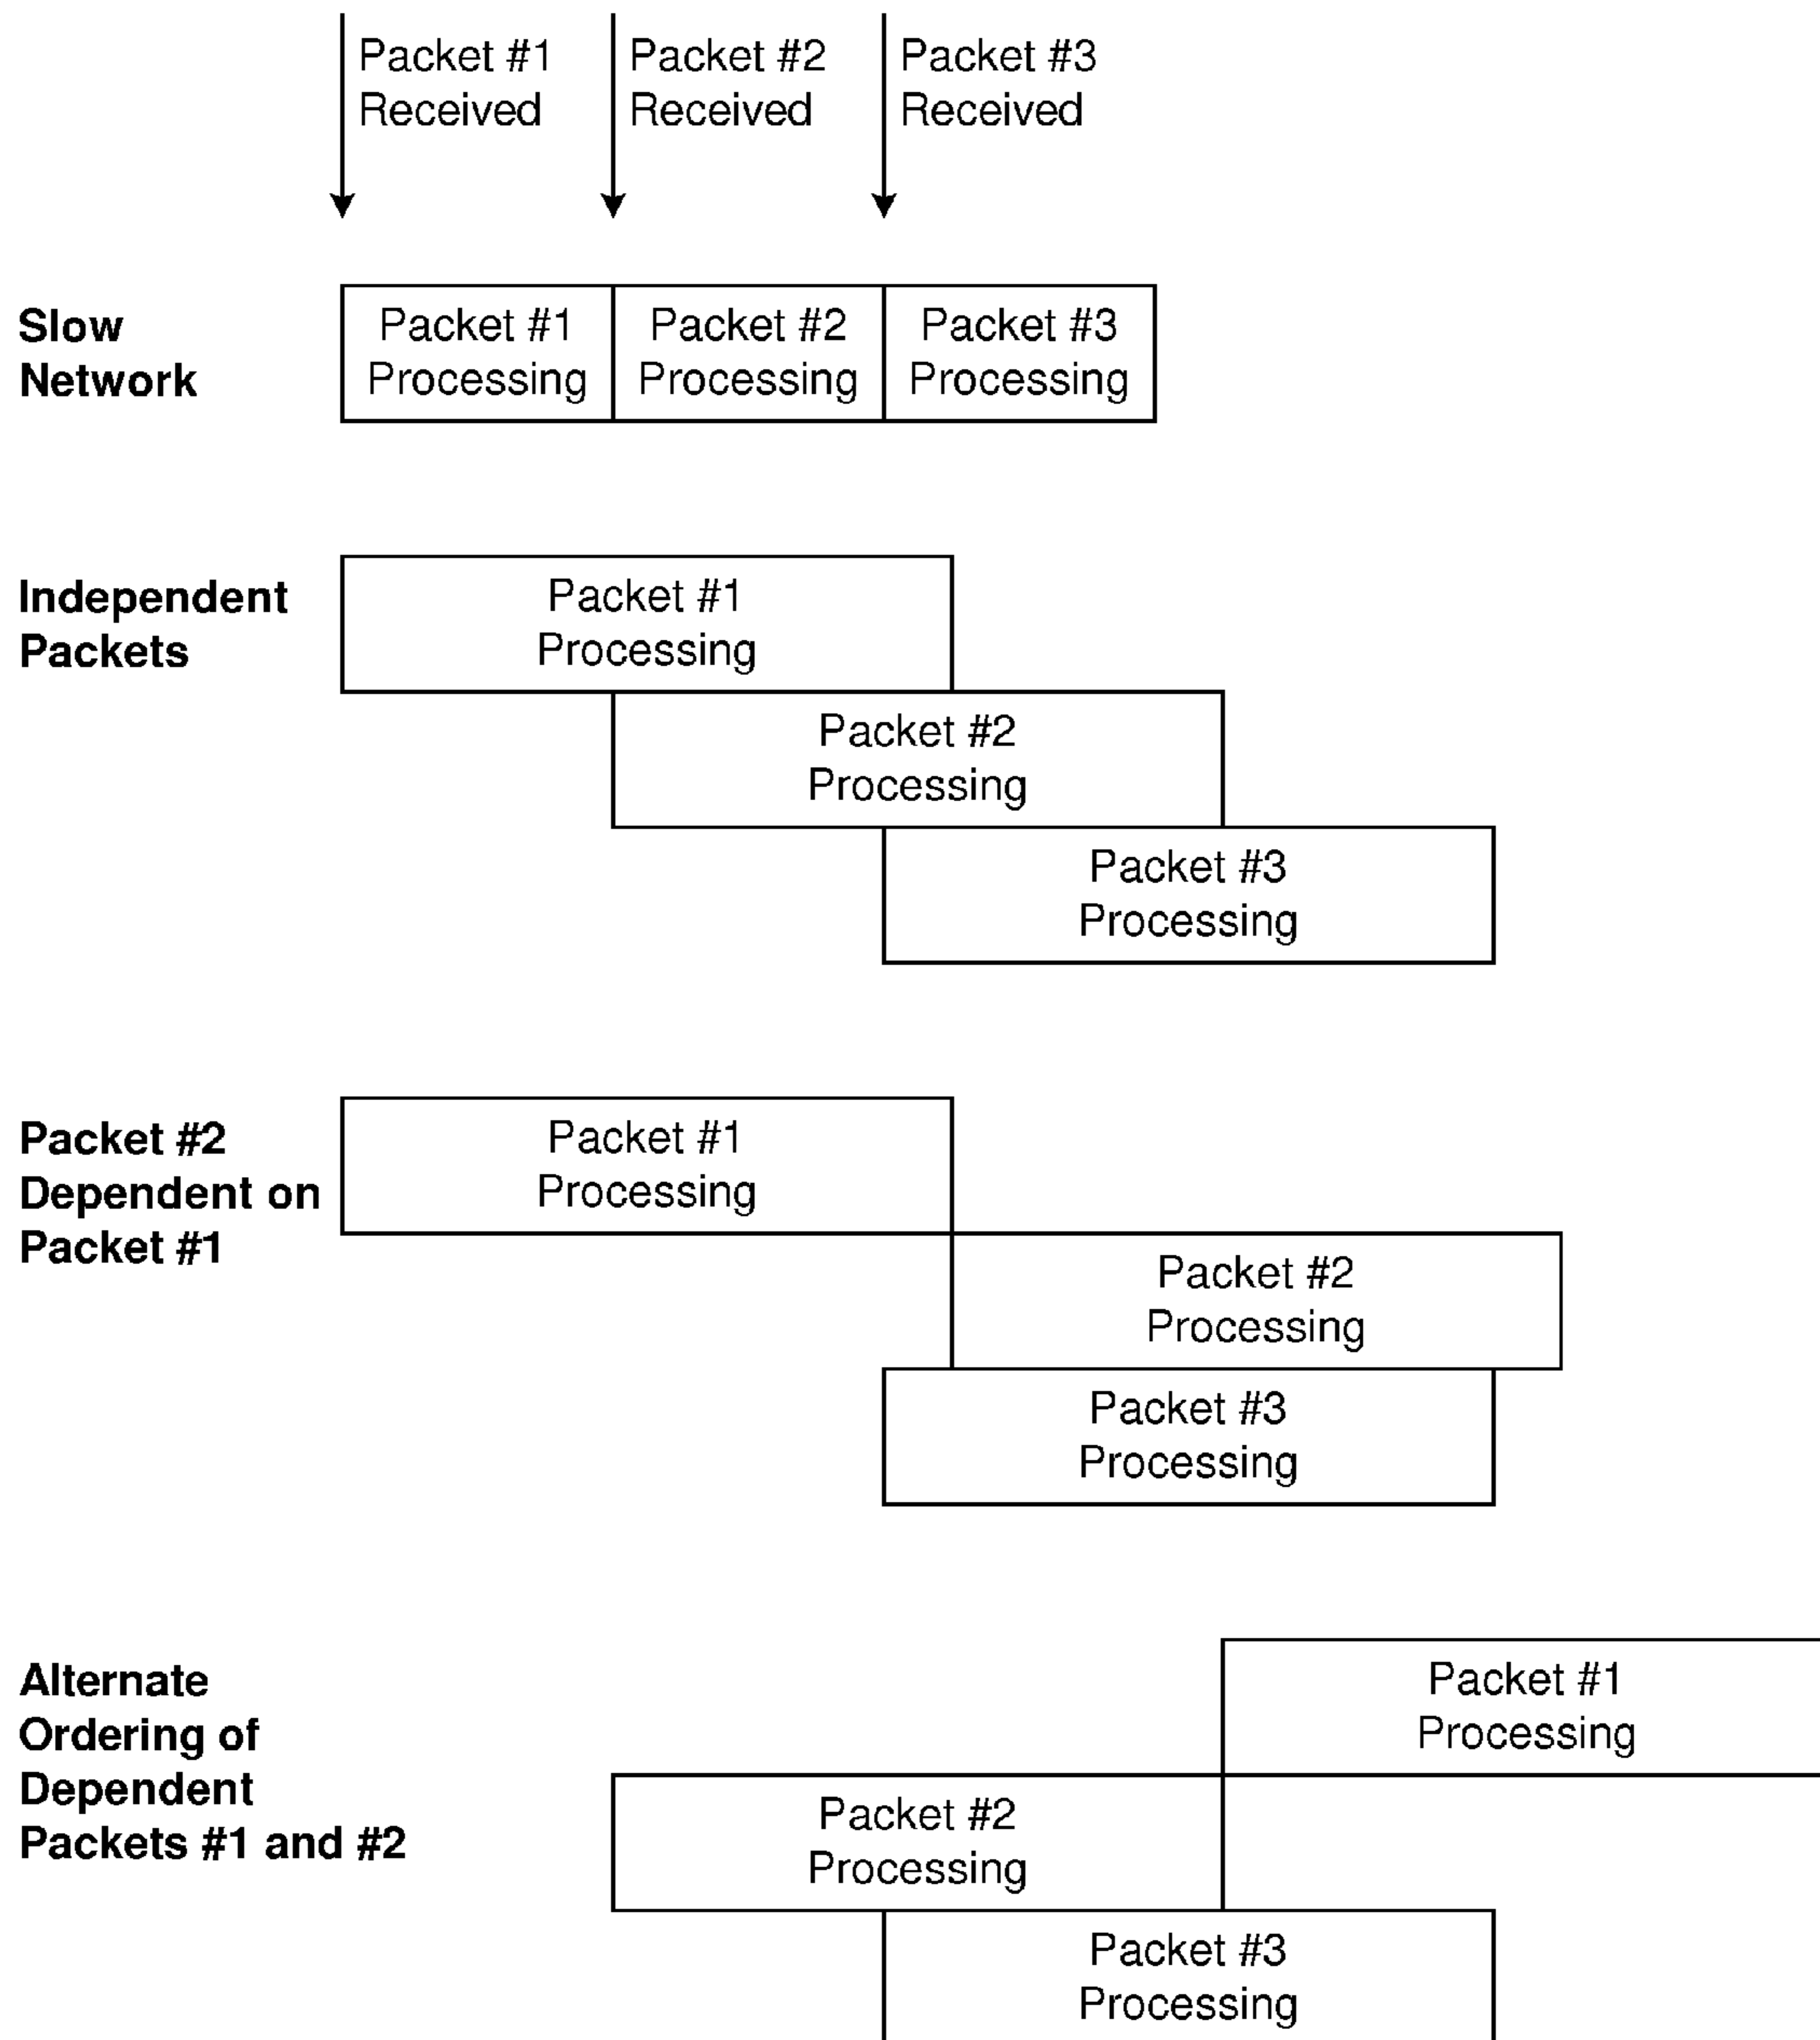 Packet #1
Received
Packet #2
Received
Packet #3
Received
Slow
Network
Packet #1
Processing
Packet #2
Processing
Packet #3
Processing
Independent
Packets
Packet #1
Processing
Packet #2
Processing
Packet #3
Processing
Packet #2
Dependent on
Packet #1
Packet #1
Processing
Packet #2
Processing
Packet #3
Processing
Alternate
Ordering of
Dependent
Packets #1 and #2
Packet #1
Processing
Packet #2
Processing
Packet #3
Processing